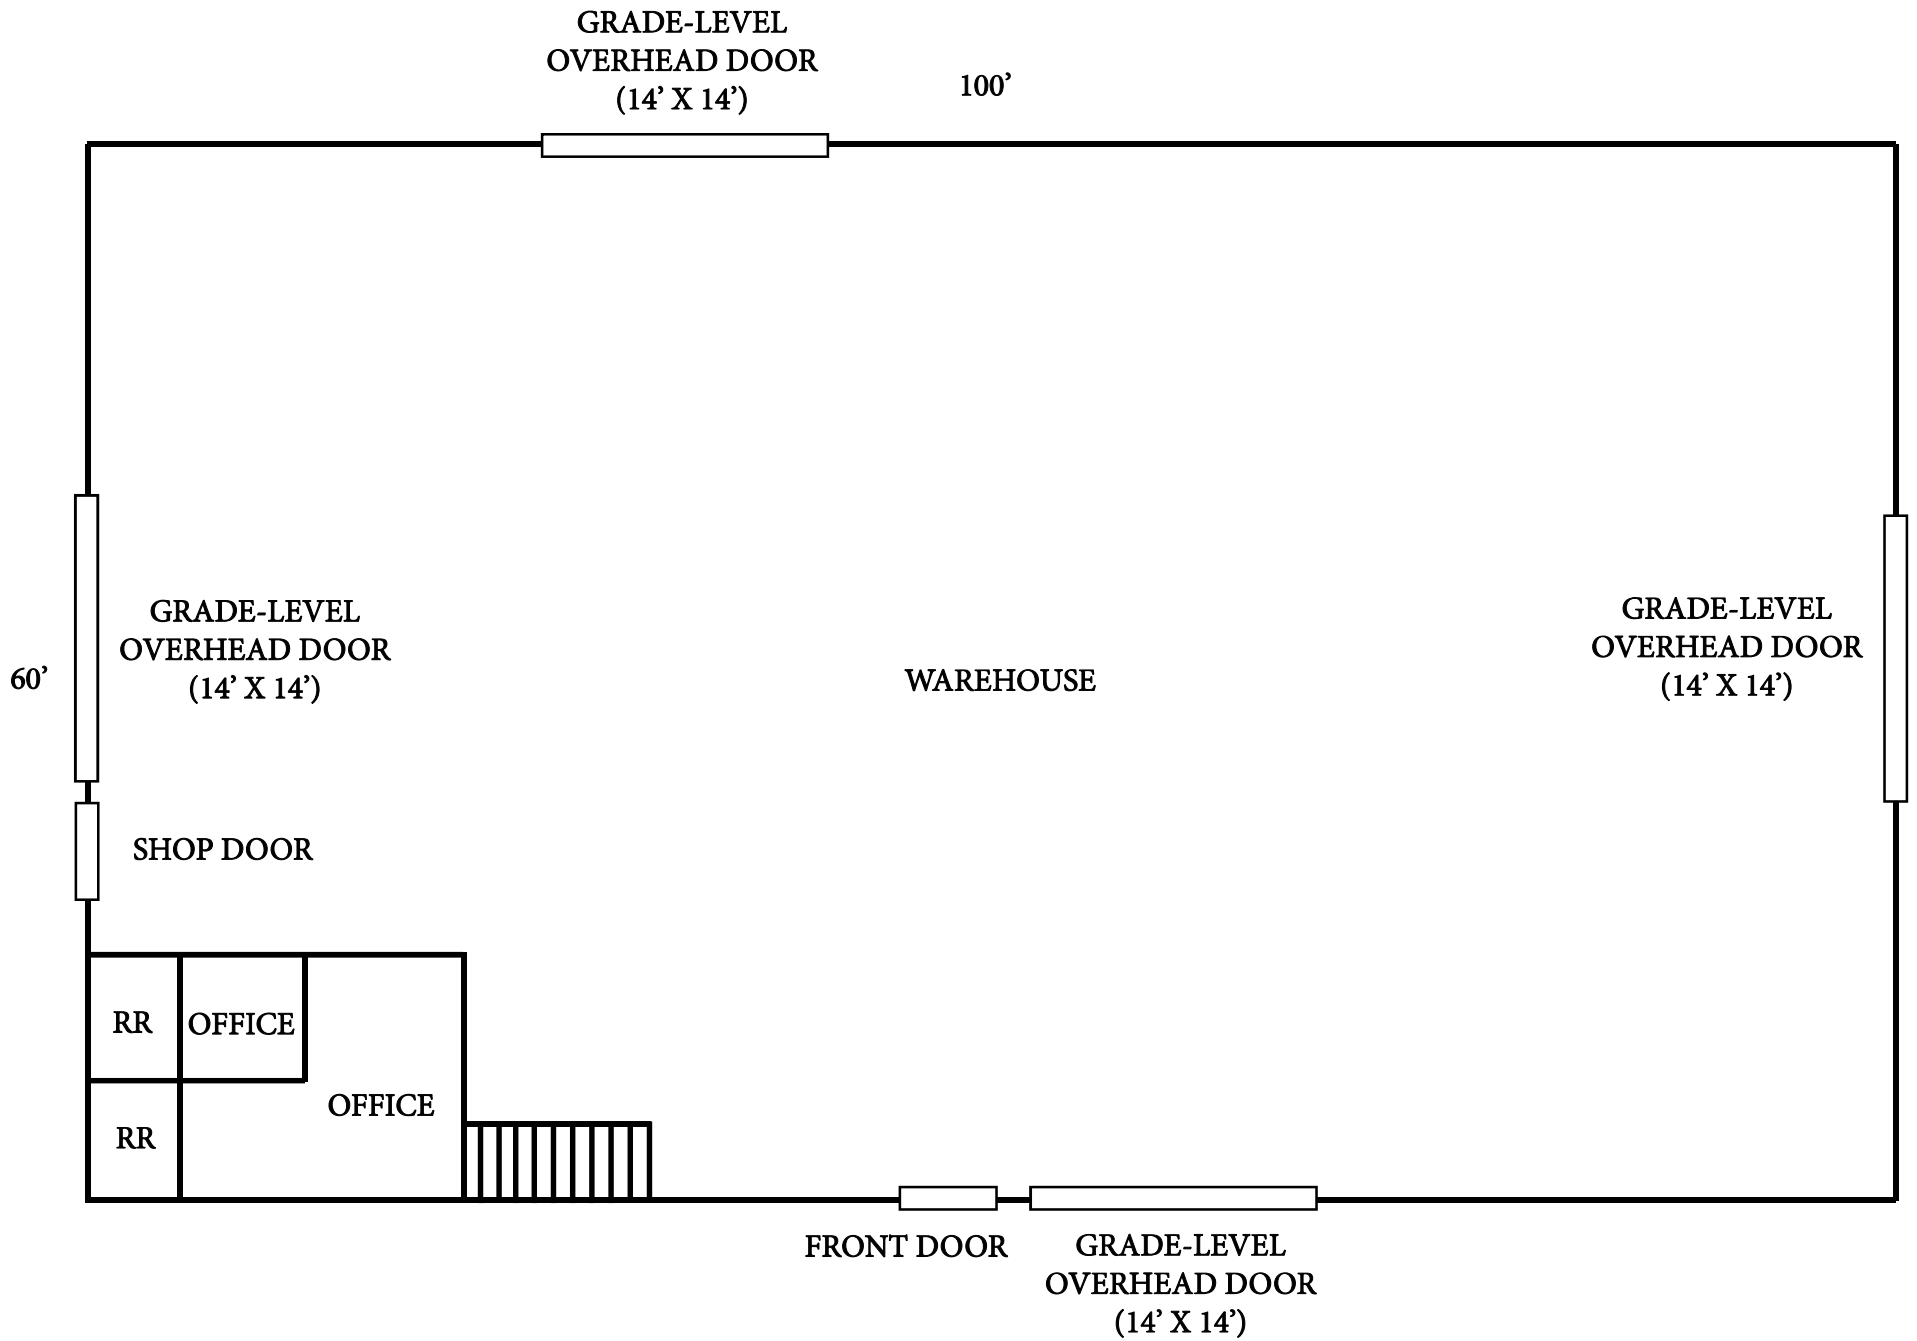 GRADE-LEVEL
OVERHEAD DOOR
(14’ X 14’)
100’
GRADE-LEVEL
OVERHEAD DOOR
(14’ X 14’)
60’
WAREHOUSE
GRADE-LEVEL
OVERHEAD DOOR
(14’ X 14’)
SHOP DOOR
RR
OFFICE
OFFICE
RR
FRONT DOOR
GRADE-LEVEL
OVERHEAD DOOR
(14’ X 14’)